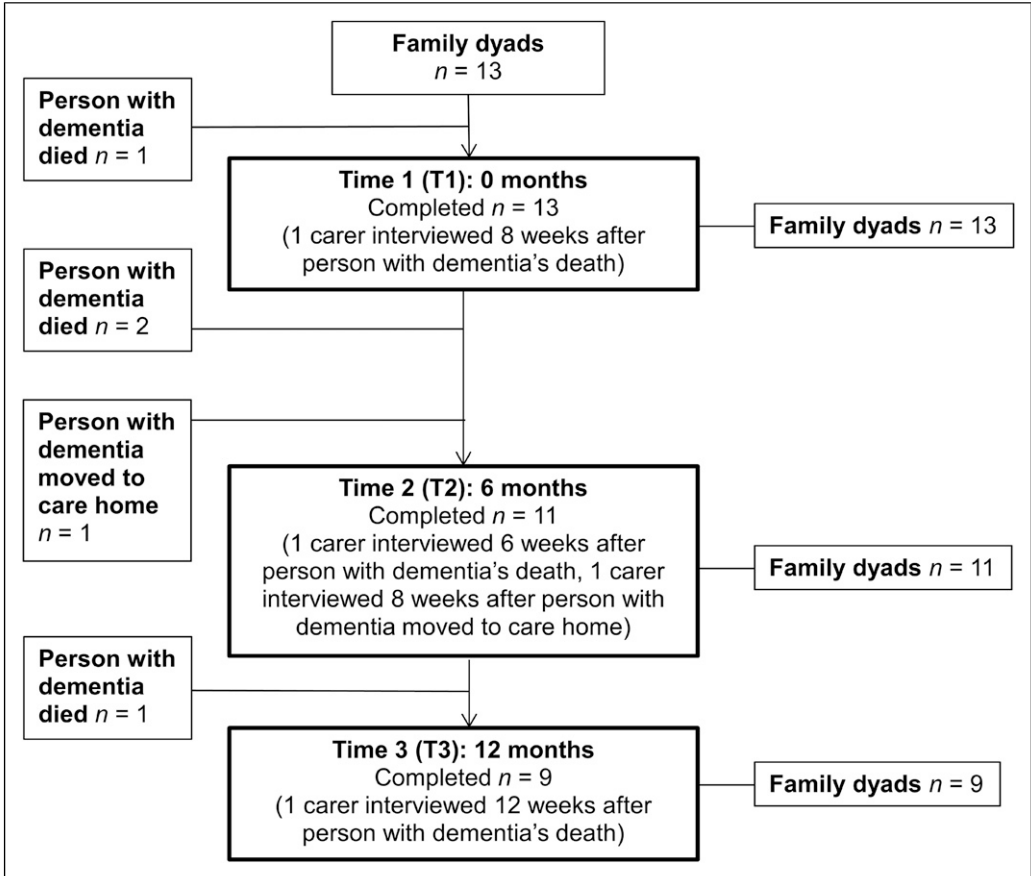 Family dyads
n = 13
Person with
dementia
died n = 1
Time 1 (T1): 0 months
Completed n = 13
(1 carer interviewed 8 weeks after
person with dementia’s death)
Family dyads n = 13
Person with
dementia
died n = 2
Person with
dementia
moved to
care home
n = 1
Time 2 (T2): 6 months
Completed n = 11
(1 carer interviewed 6 weeks after
person with dementia’s death, 1 carer
interviewed 8 weeks after person with
dementia moved to care home)
Family dyads n = 11
Person with
dementia
died n = 1
Time 3 (T3): 12 months
Completed n = 9
(1 carer interviewed 12 weeks after
person with dementia’s death)
Family dyads n = 9